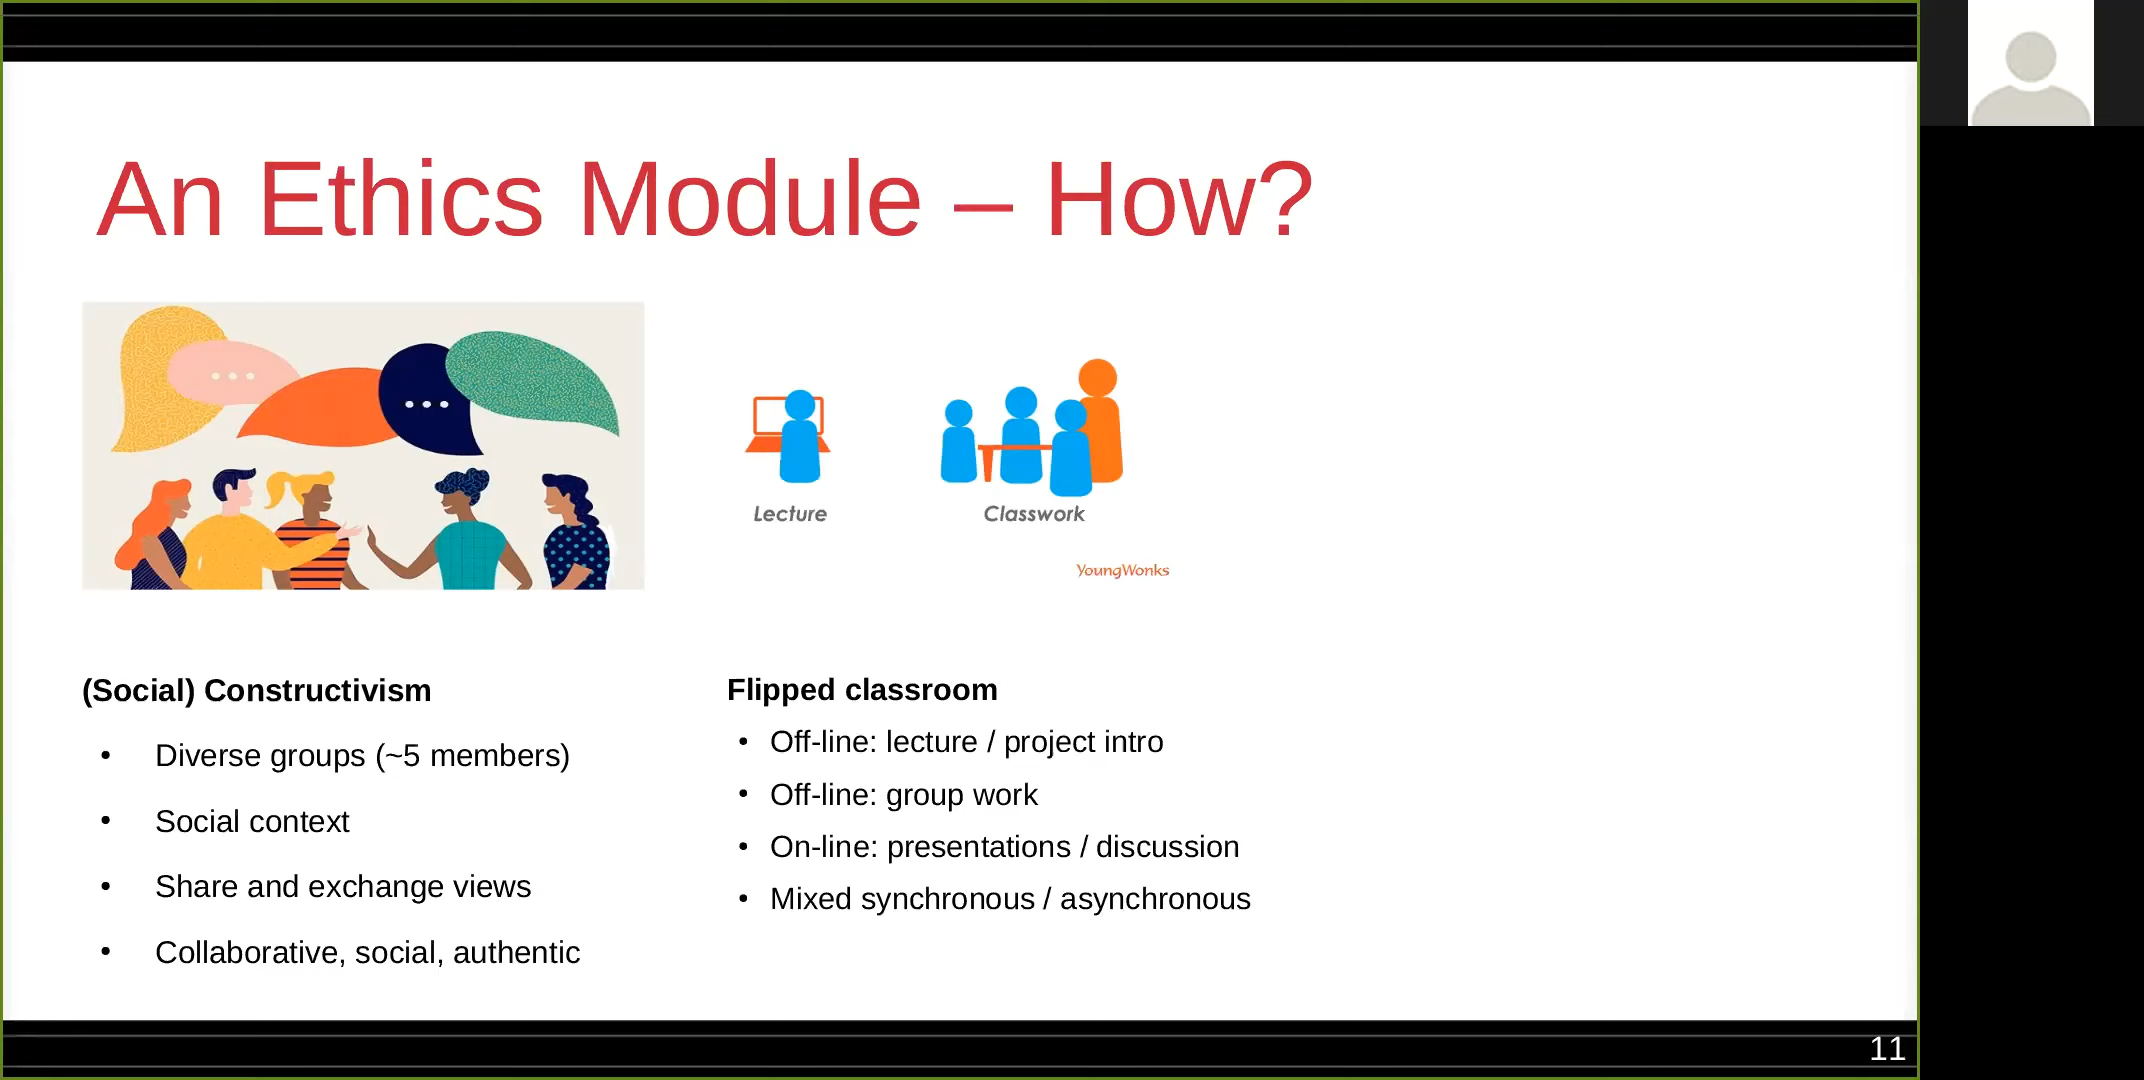 An Ethics Module – How?
Lecture
Classwork
YoungWonks
(Social) Constructivism
• Diverse groups (~5 members)
• Social context
• Share and exchange views
• Collaborative, social, authentic
Flipped classroom
• Off-line: lecture / project intro
• Off-line: group work
• On-line: presentations / discussion
• Mixed synchronous / asynchronous
11